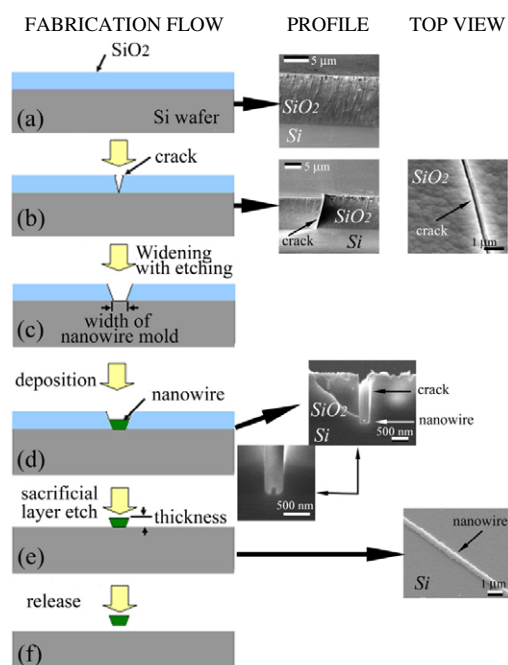 FABRICATION FLOW PROFILE TOP VIEW
SiO2
Si wafer
(a)
5 μm
SiO2
Si
crack
(b)
5 μm
SiO2
crack
Si
SiO2
crack
1 μm
Widening
with etching
(c)
width of
nanowire mold
deposition
nanowire
(d)
SiO2
Si
crack
nanowire
500 nm
500 nm
sacrificial
layer etch
thickness
(e)
nanowire
Si
1 μm
release
(f)